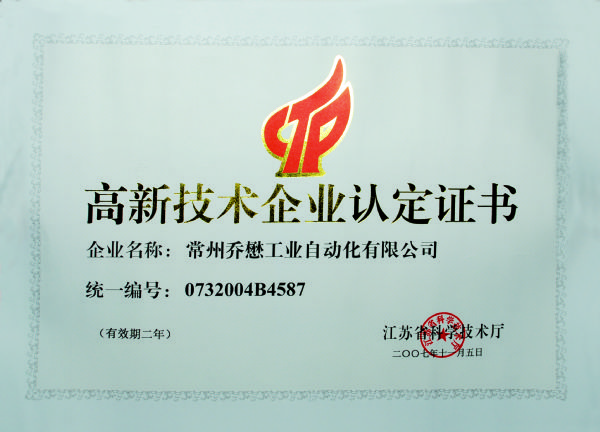 高新技术企业认定证书
企业名称：常州乔懋工业自动化有限公司
统一编号：0732004B4587
（有效期二年）
江苏省科学技术厅
二〇〇七年十一月五日